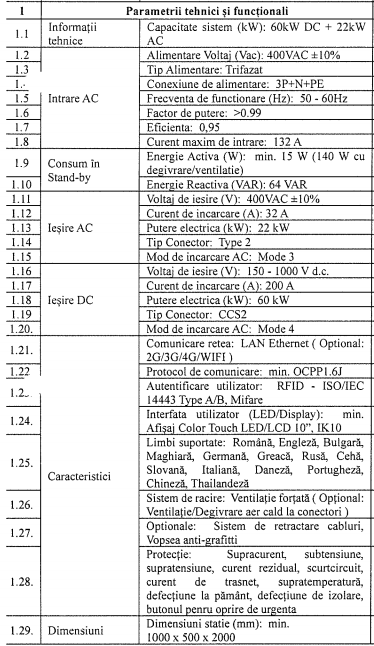 I Parametrii tehnici și funcționali
1.1 Informații tehnice Capacitate sistem (kW): 60kW DC + 22kW
AC
1.2 Alimentare Voltaj (Vac): 400VAC ±10%
1.3 Tip Alimentare: Trifazat
1. Conexiune de alimentare: 3P+N+PE
1.5 Intrare AC Frecventa de functionare (Hz): 50 - 60Hz
1.6 Factor de putere: >0.99
1.7 Eficienta: 0,95
1.8 Curent maxim de intrare: 132 A
1.9 Consum în Stand-by Energie Activa (W): min. 15 W (140 W cu
degivrare/ventilatie)
1.10 Energie Reactiva (VAR): 64 VAR
1.11 Voltaj de iesire (V): 400VAC ±10%
1.12 Curent de incarcare (A): 32 A
1.13 Ieșire AC Putere electrica (kW): 22 kW
1.14 Tip Conector: Type 2
1.15 Mod de incarcare AC: Mode 3
1.16 Voltaj de iesire (V): 150 - 1000 V d.c.
1.17 Curent de incarcare (A): 200 A
1.18 Ieșire DC Putere electrica (kW): 60 kW
1.19 Tip Conector: CCS2
1.20. Mod de incarcare AC: Mode 4
1.21. Comunicare retea: LAN Ethernet ( Optional:
2G/3G/4G/WIFI )
1.22 Protocol de comunicare: min. OCPP1.6J
1.2. Autentificare utilizator: RFID - ISO/IEC
14443 Type A/B, Mifare
1.24. Interfata utilizator (LED/Display): min.
Afișaj Color Touch LED/LCD 10”, IK10
1.25. Caracteristici Limbi suportate: Română, Engleză, Bulgară,
Maghiară, Germană, Greacă, Rusă, Cehă,
Slovană, Italiană, Daneză, Portugheză,
Chineză, Thailandeză
1.26. Sistem de racire: Ventilație forțată ( Opțional:
Ventilație/Degivrare aer cald la conectori )
1.27. Optionale: Sistem de retractare cabluri,
Vopsea anti-grafitti
1.28. Protecție: Supracurent, subtensiune,
supratensiune, curent rezidual, scurtcircuit,
curent de trasnet, supratemperatură,
defecțiune la pământ, defecțiune de izolare,
butonul penru oprire de urgenta
1.29. Dimensiuni Dimensiuni statie (mm): min.
1000 x 500 x 2000